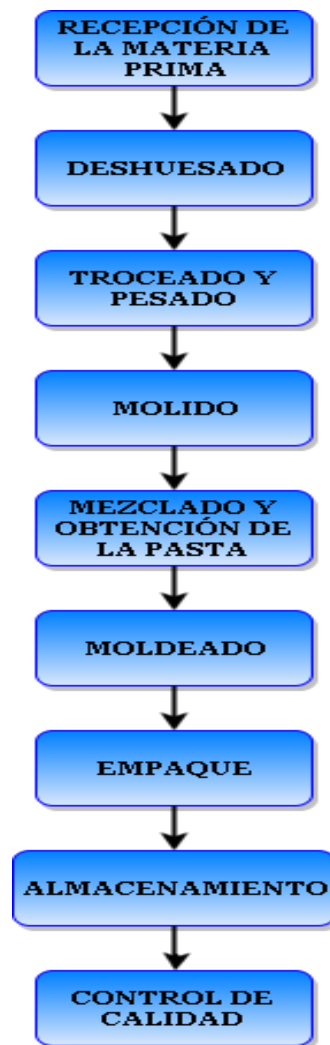 RECEPCIÓN DE
LA MATERIA
PRIMA
DESHUESADO
TROCEADO Y
PESADO
MOLIDO
MEZCLADO Y
OBTENCIÓN DE
LA PASTA
MOLDEADO
EMPAQUE
ALMACENAMIENTO
CONTROL DE
CALIDAD